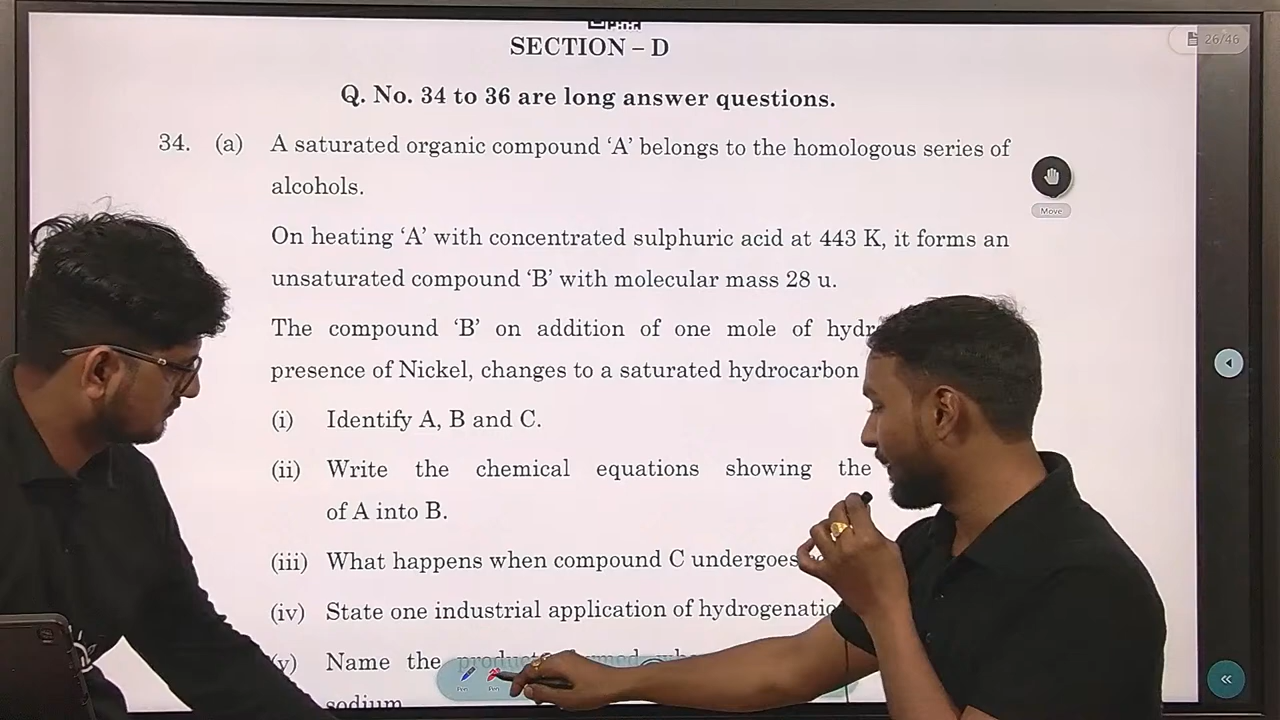 SECTION – D
26/46
Q. No. 34 to 36 are long answer questions.
34. (a) A saturated organic compound ‘A’ belongs to the homologous series of
alcohols.
Move
On heating ‘A’ with concentrated sulphuric acid at 443 K, it forms an
unsaturated compound ‘B’ with molecular mass 28 u.
The compound ‘B’ on addition of one mole of
presence of Nickel, changes to a saturated hydrocarbon
(i) Identify A, B and C.
(ii) Write the chemical equations showing the
of A into B.
(iii) What happens when compound C undergoes
(iv) State one industrial application of
(v) Name the
Pen Pen
sodium